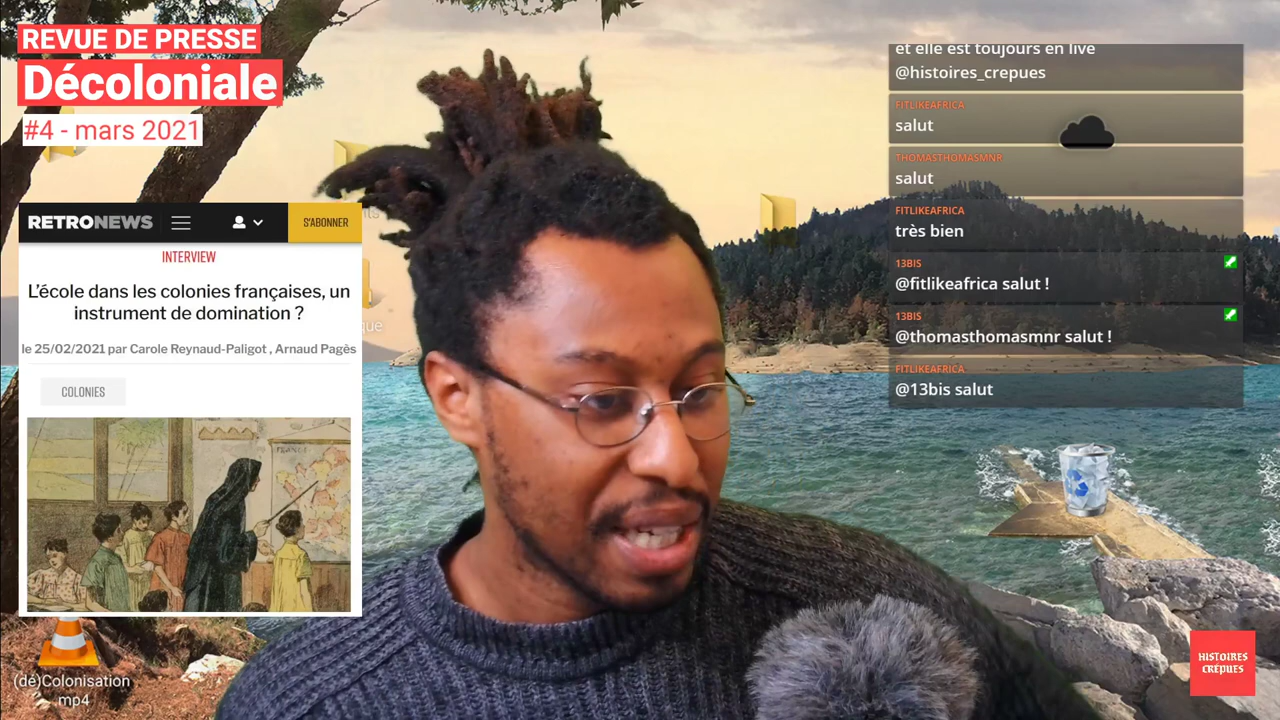 REVUE DE PRESSE
Décoloniale
#4 - mars 2021
RETRONEWS
S'ABONNER
INTERVIEW
L'école dans les colonies françaises, un
instrument de domination ?
le 25/02/2021 par Carole Reynaud-Paligot , Arnaud Pagès
COLONIES
FRANCE
nts
que
(dé)Colonisation
mp4
et elle est toujours en live
@histoires_crepues
FITLIKEAFRICA
salut
THOMASTHOMASMNR
salut
FITLIKEAFRICA
très bien
13BIS
@fitlikeafrica salut !
13BIS
@thomasthomasmnr salut !
FITLIKEAFRICA
@13bis salut
HISTOIRES
CRÉPUES